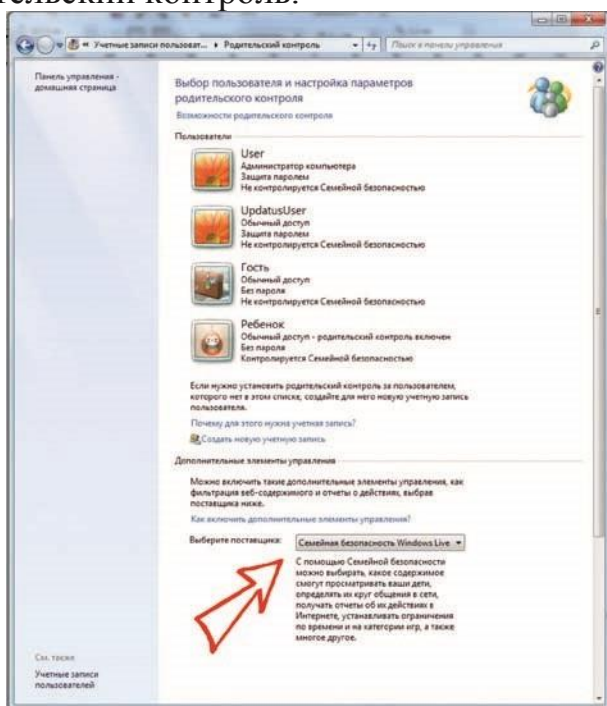 тельский контроль.
« Учетные записи пользоват... ▸ Родительский контроль
Поиск в панели управления
Панель управления -
домашняя страница
Выбор пользователя и настройка параметров
родительского контроля
Возможности родительского контроля
Пользователи
User
Администратор компьютера
Защита паролем
Не контролируется Семейной безопасностью
UpdatusUser
Обычный доступ
Защита паролем
Не контролируется Семейной безопасностью
Гость
Обычный доступ
Без пароля
Не контролируется Семейной безопасностью
Ребенок
Обычный доступ - родительский контроль включен
Без пароля
Контролируется Семейной безопасностью
Если нужно установить родительский контроль за пользователем,
которого нет в этом списке, создайте для него новую учетную запись
пользователя.
Почему для этого нужна учетная запись?
Создать новую учетную запись
Дополнительные элементы управления
Можно включить такие дополнительные элементы управления, как
фильтрация веб-содержимого и отчеты о действиях, выбрав
поставщика ниже.
Как включить дополнительные элементы управления?
Выберите поставщика:
Семейная безопасность Windows Live
С помощью Семейной безопасности
можно выбирать, какое содержимое
смогут просматривать ваши дети,
определять их круг общения в сети,
получать отчеты об их действиях в
Интернете, устанавливать ограничения
по времени и на категории игр, а также
многое другое.
См. также
Учетные записи
пользователей